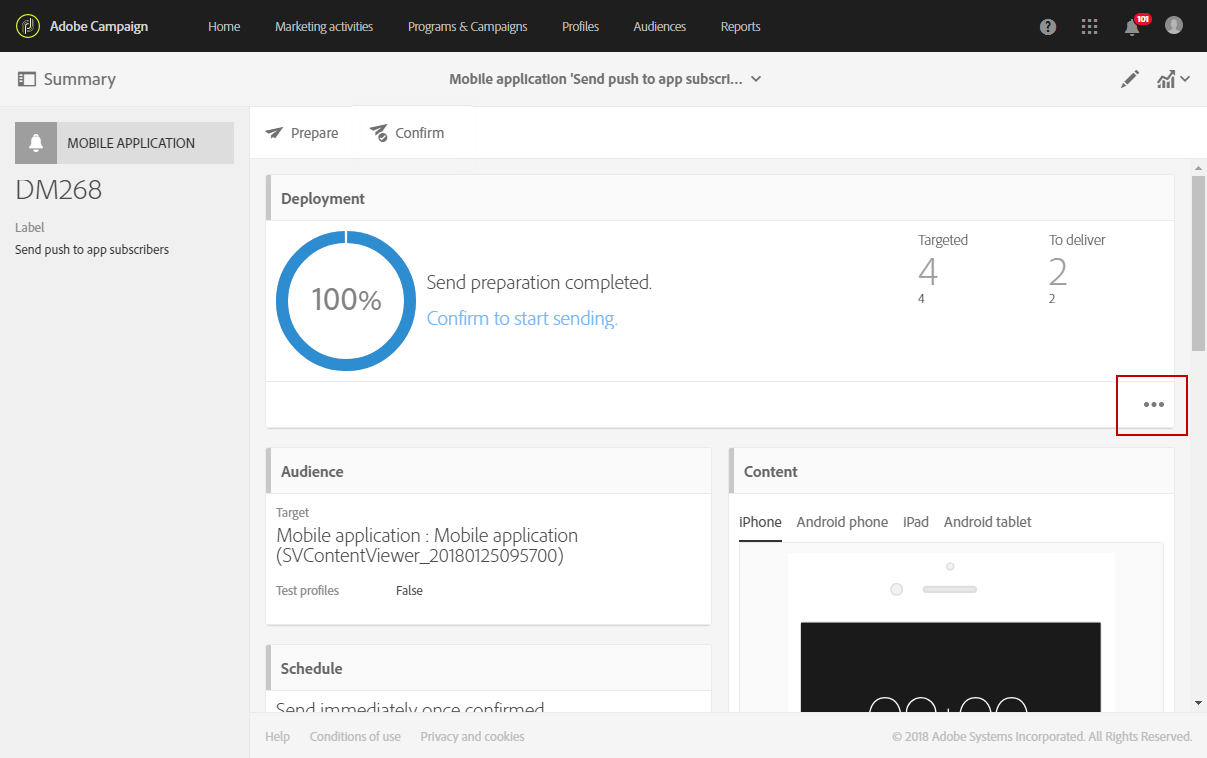 Adobe Campaign
Home
Marketing activities
Programs & Campaigns
Profiles
Audiences
Reports
101
Summary
Mobile application 'Send push to app subscri...
MOBILE APPLICATION
DM268
Label
Send push to app subscribers
Prepare
Confirm
Deployment
100%
Send preparation completed.
Confirm to start sending.
Targeted
4
4
To deliver
2
2
Audience
Target
Mobile application : Mobile application
(SVContentViewer_20180125095700)
Test profiles
False
Content
iPhone
Android phone
iPad
Android tablet
Schedule
Send immediately once confirmed
Help
Conditions of use
Privacy and cookies
© 2018 Adobe Systems Incorporated. All Rights Reserved.